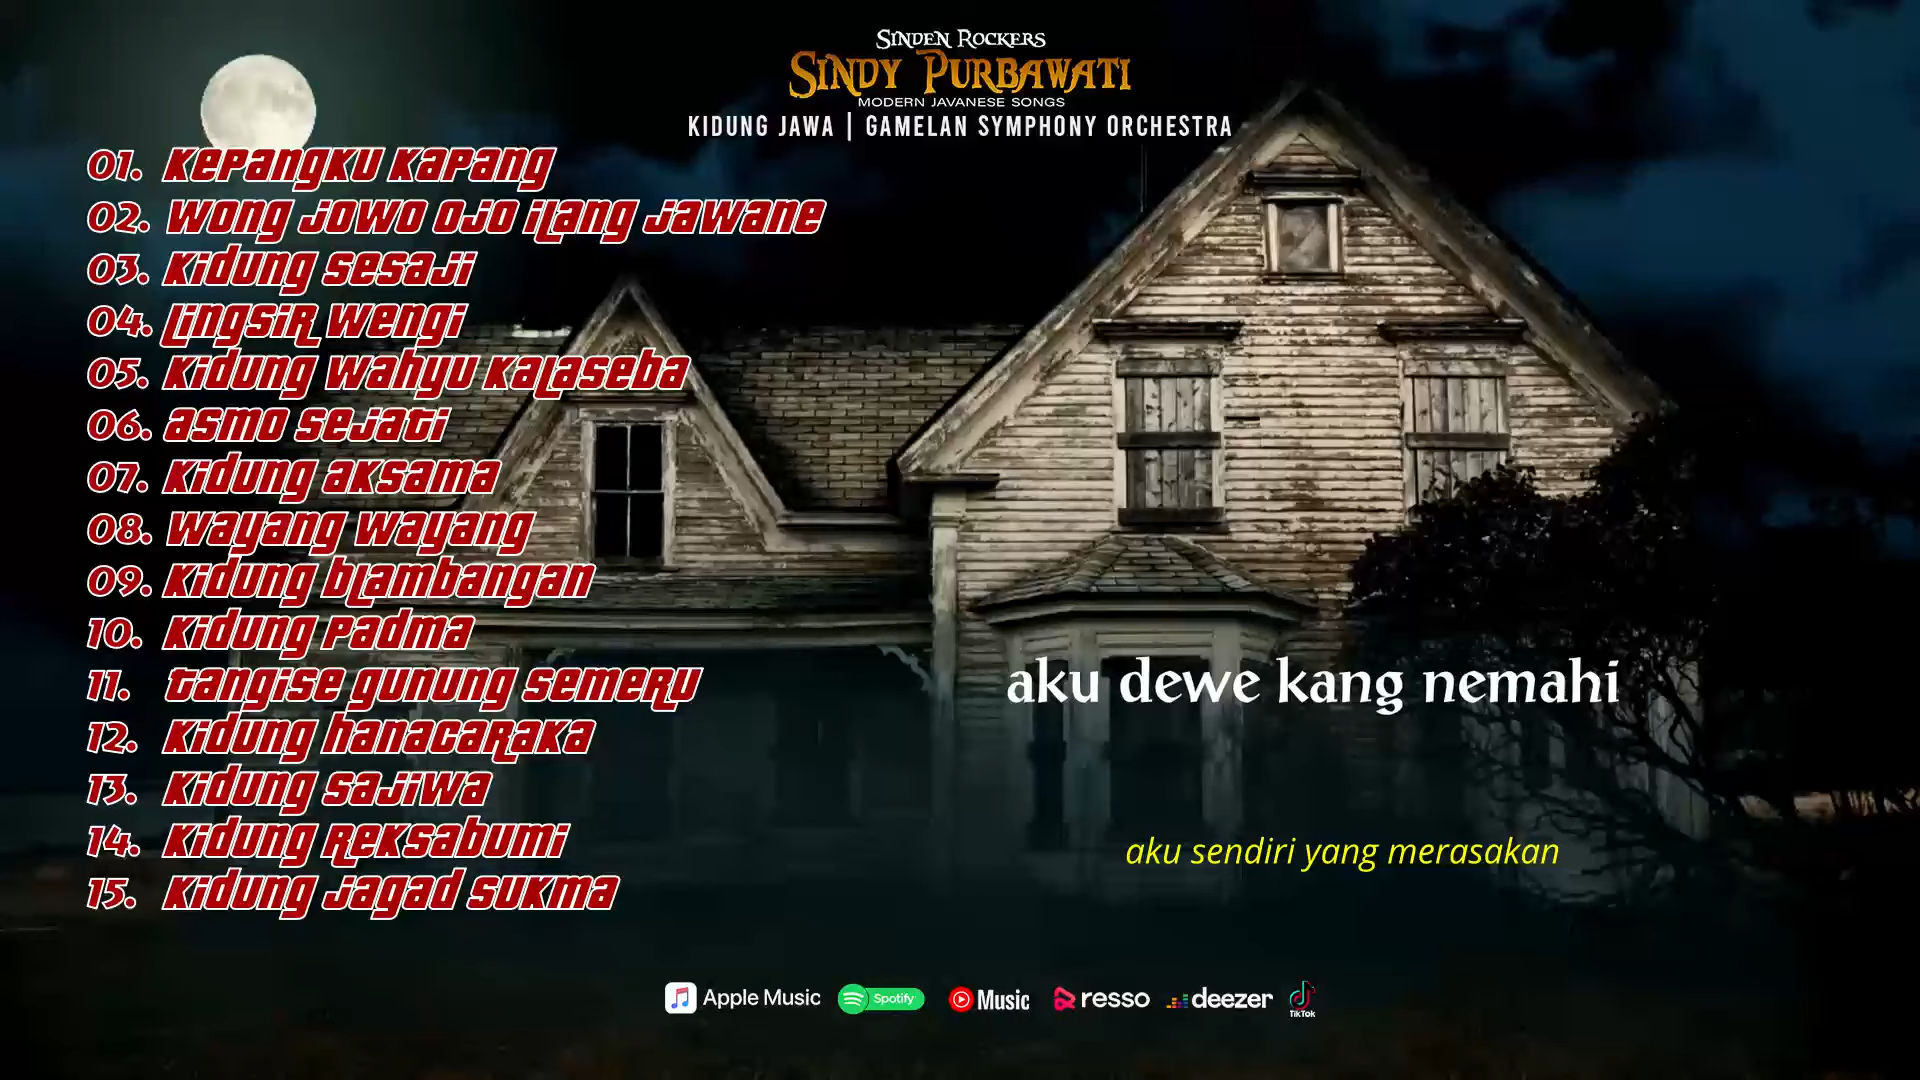 SINDEN ROCKERS
SINDY PURBAWATI
MODERN JAVANESE SONGS
KIDUNG JAWA | GAMELAN SYMPHONY ORCHESTRA
01. Kepangku Kapang
02. Wong Jowo Ojo Ilang Jawane
03. Kidung Sesaji
04. Lingsir Wengi
05. Kidung Wahyu Kalaseba
06. Asmo Sejati
07. Kidung Aksama
08. Wayang Wayang
09. Kidung Blambangan
10. Kidung Padma
11. Tangise Gunung Semeru
12. Kidung Hanacaraka
13. Kidung Sajiwa
14. Kidung Reksabumi
15. Kidung Jagad Sukma
aku dewe kang nemahi
aku sendiri yang merasakan
Apple Music Spotify Music resso deezer TikTok